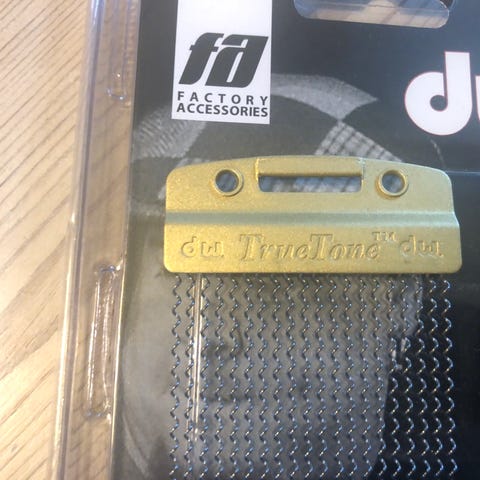 fa
FACTORY
ACCESSORIES
dw
dw TrueTone™ dw